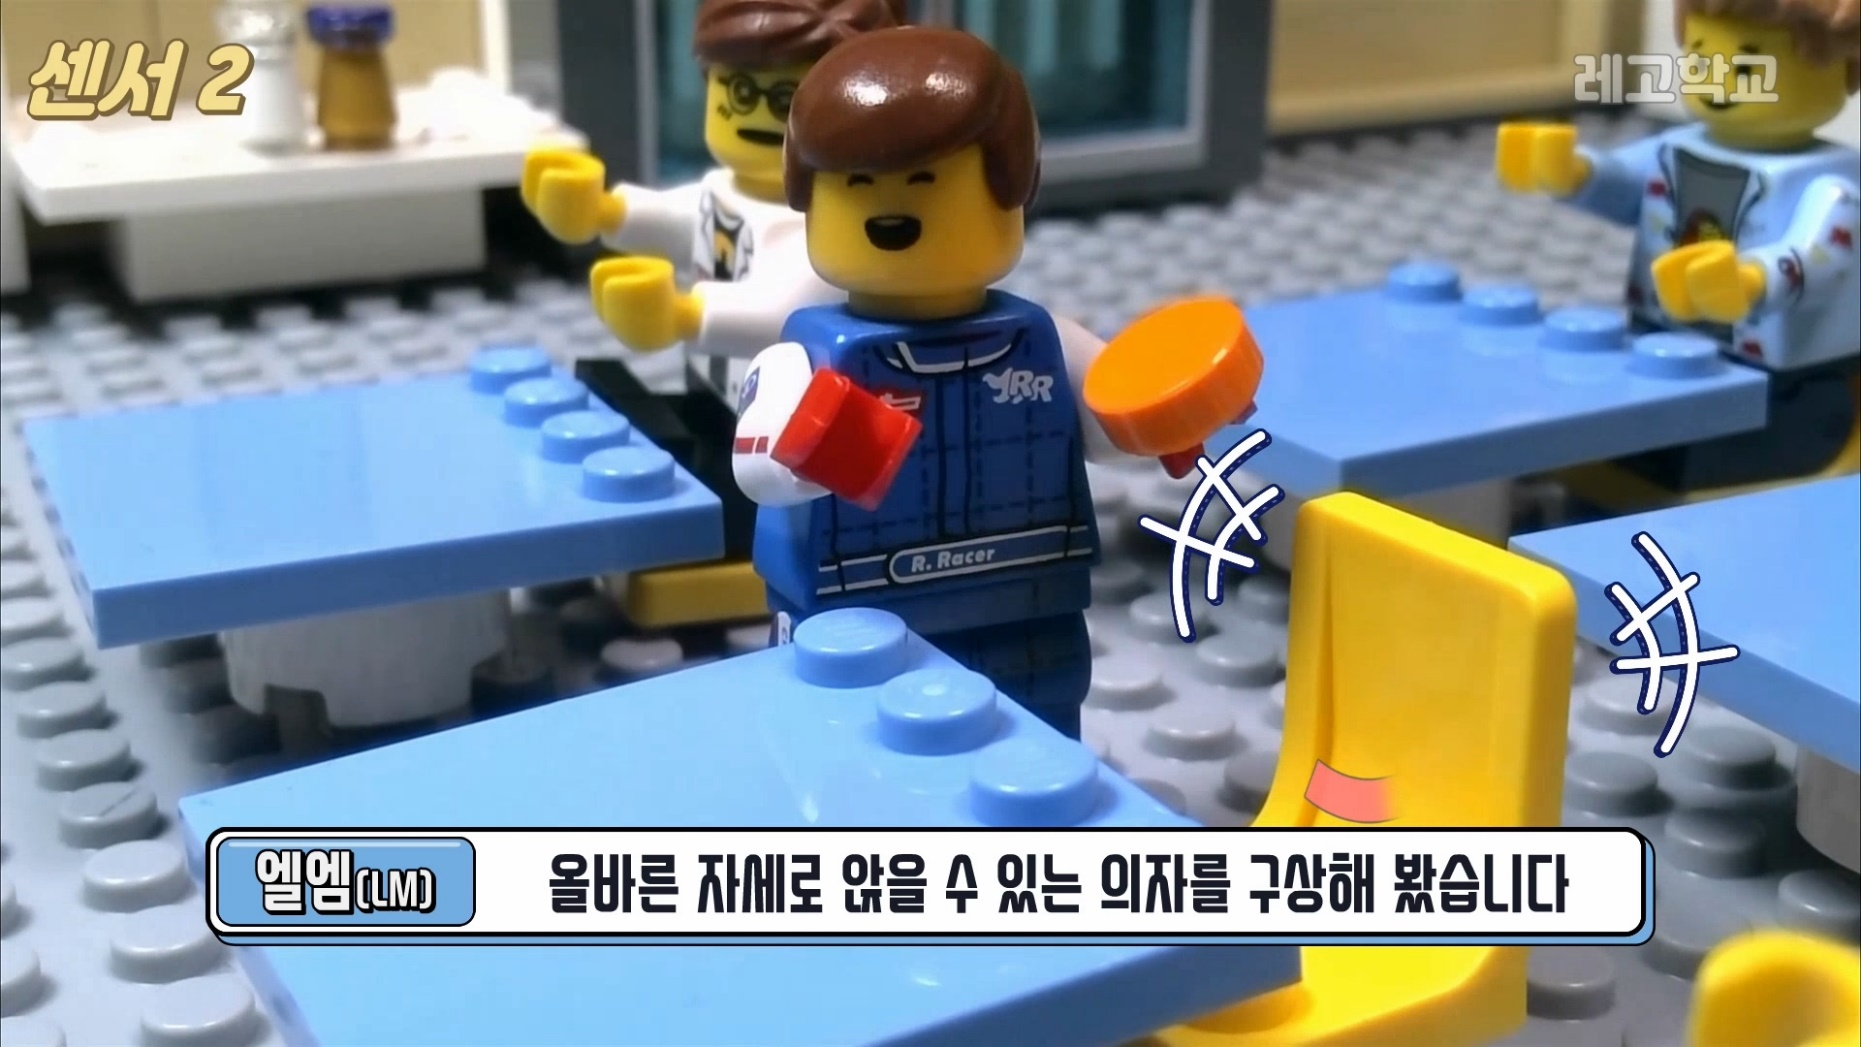 센서 2
레고학교
YRR
R. Racer
엘엠(LM)
올바른 자세로 앉을 수 있는 의자를 구상해 봤습니다